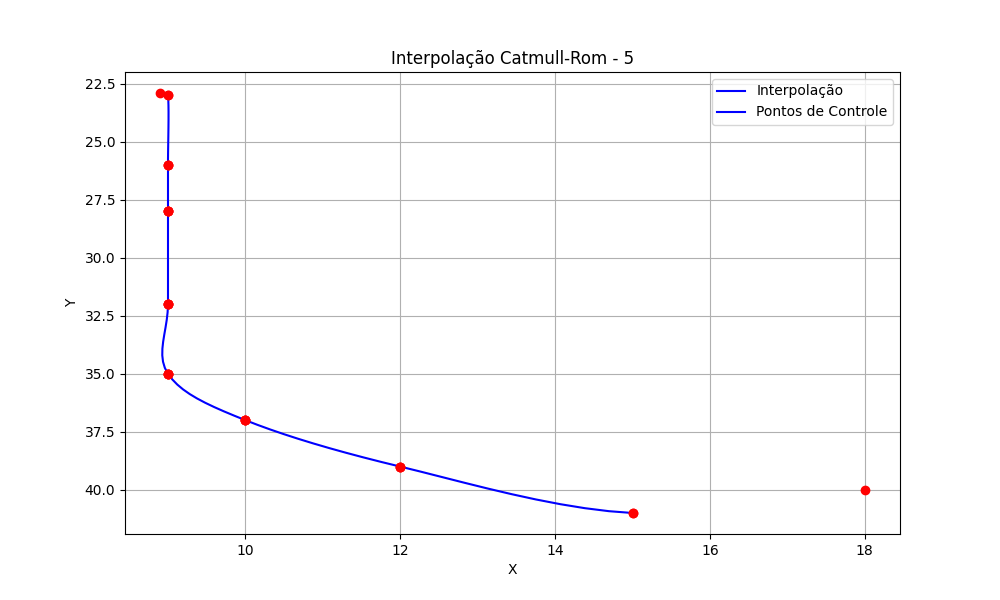 Interpolação Catmull-Rom - 5
Interpolação
Pontos de Controle
22.5
25.0
27.5
30.0
32.5
35.0
37.5
40.0
Y
10
12
14
16
18
X